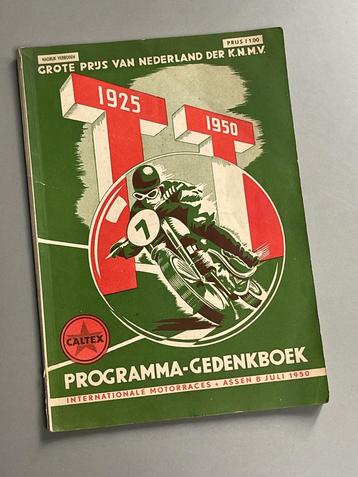 NADRUK VERBODEN
PRIJS f 1.00
GROTE PRIJS VAN NEDERLAND DER K.N.M.V.
1925
1950
TT
7
CALTEX
PROGRAMMA-GEDENKBOEK
INTERNATIONALE MOTORRACES + ASSEN 8 JULI 1950